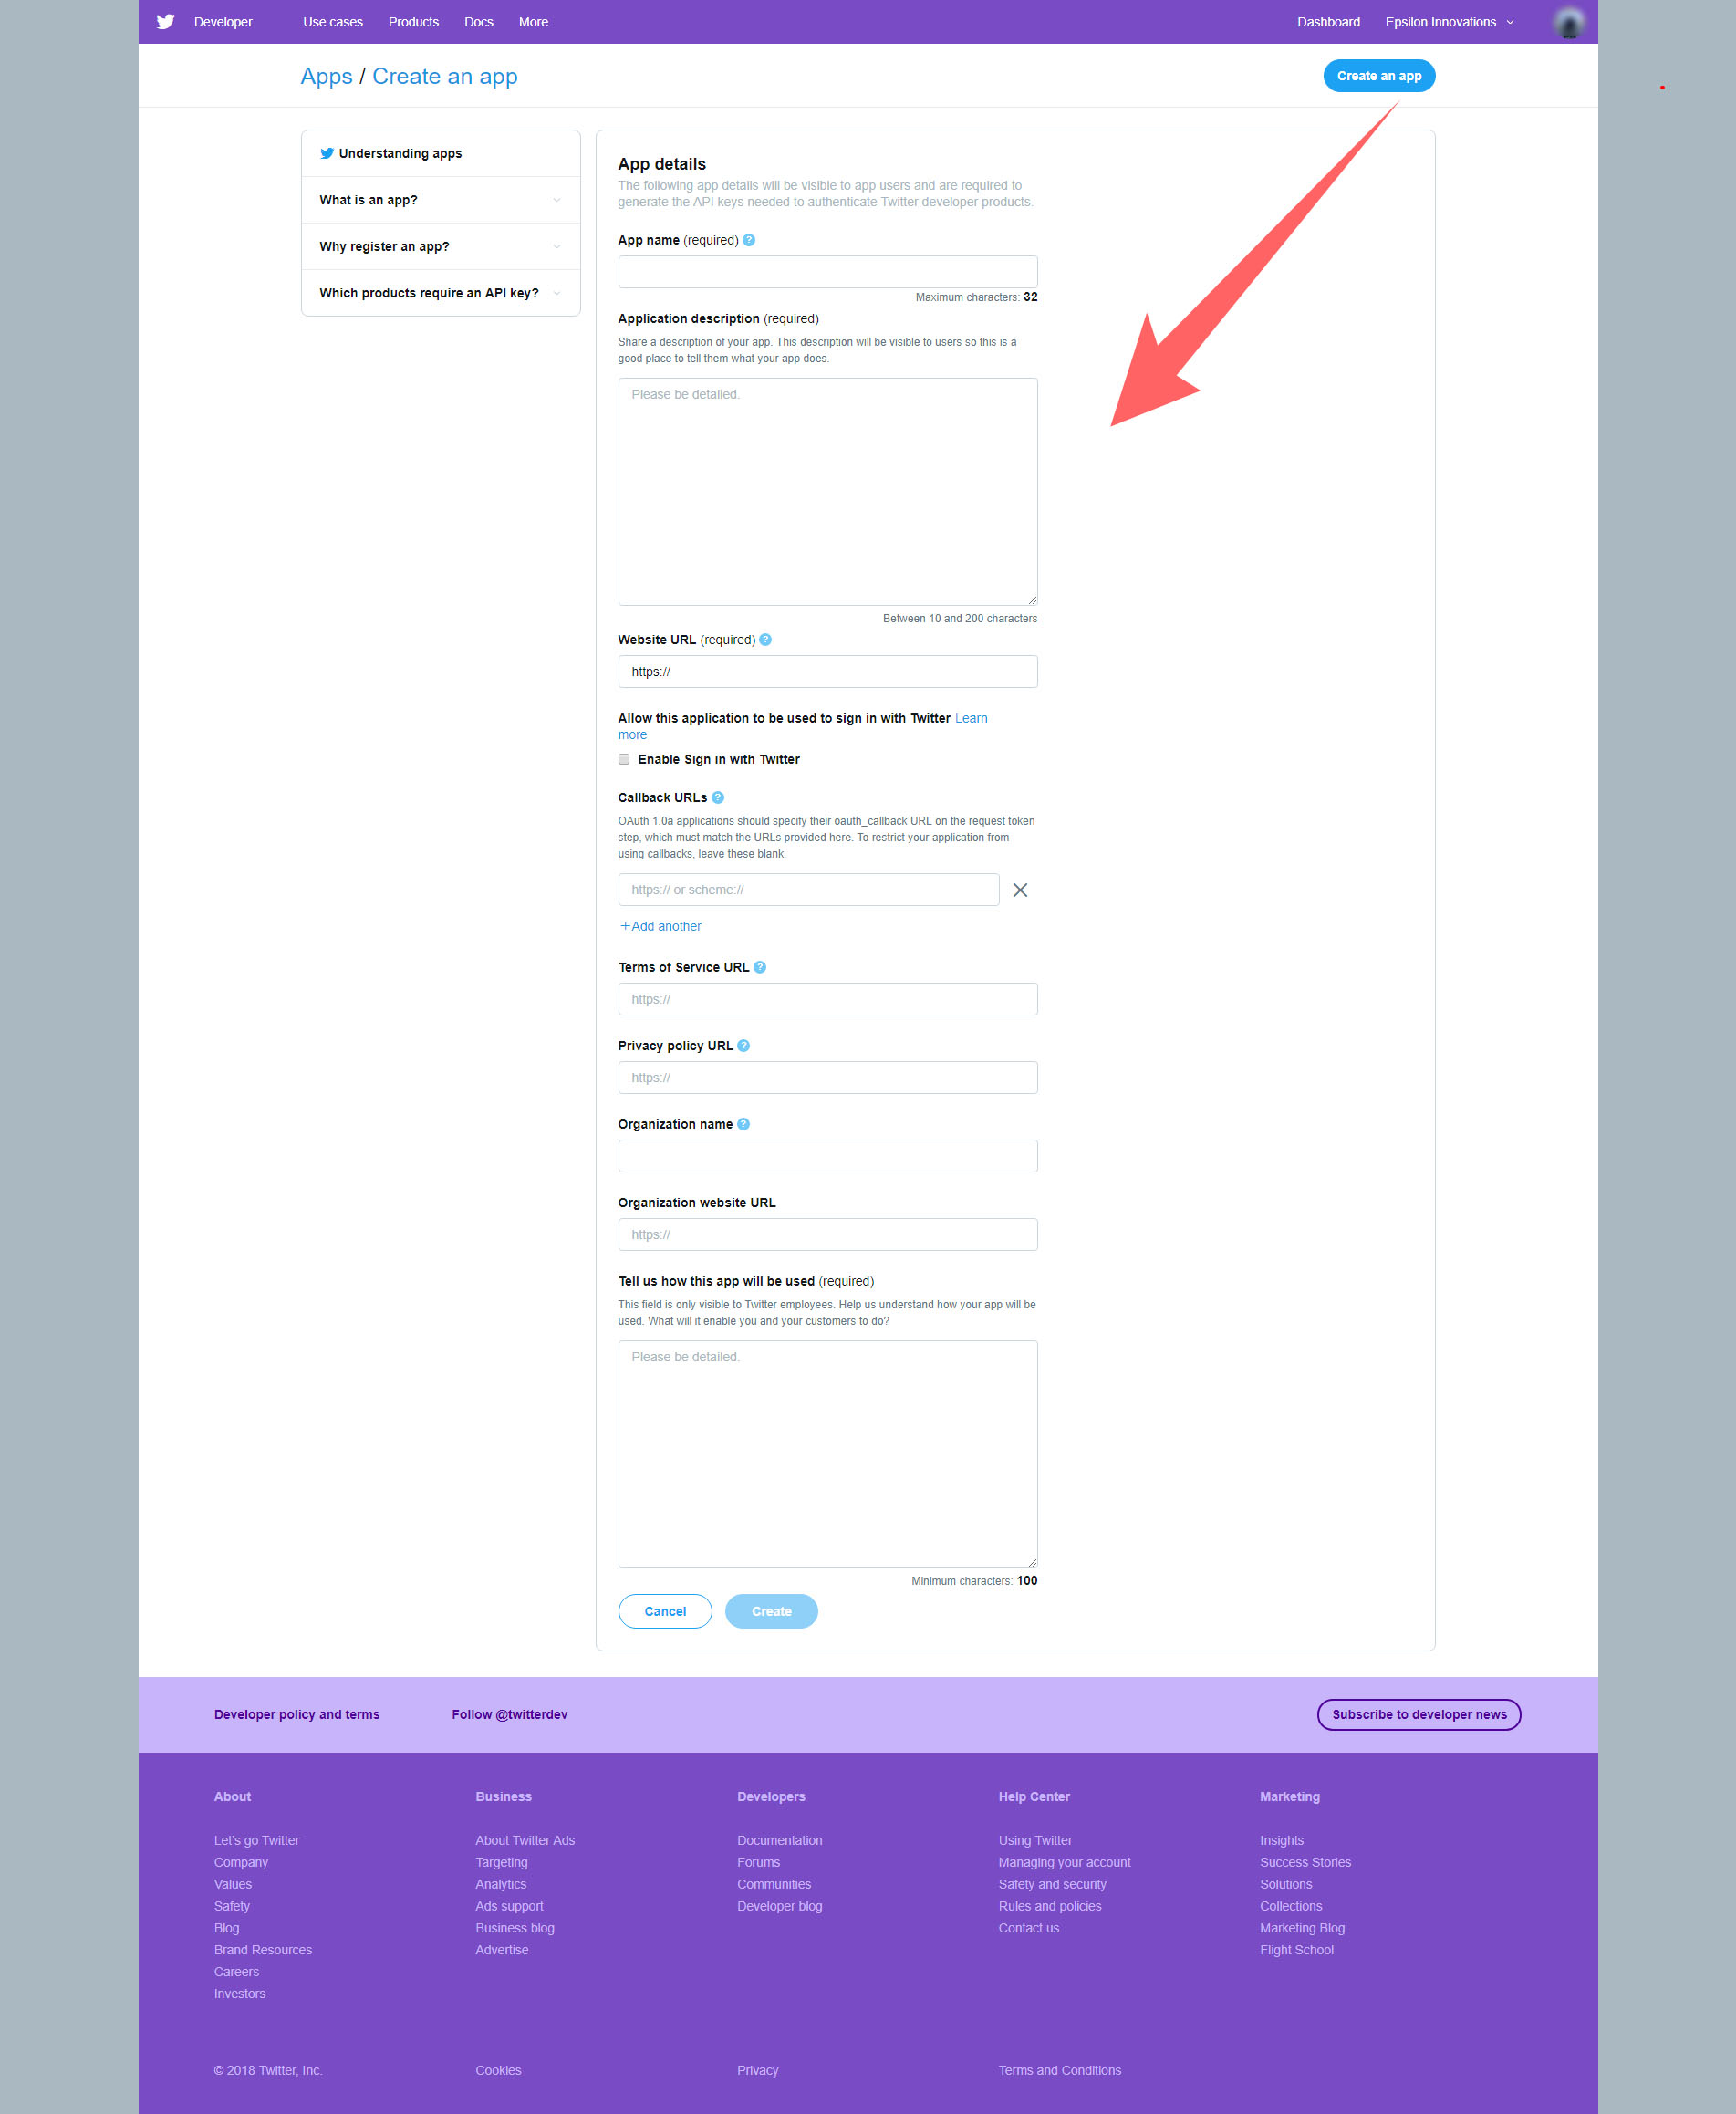 Developer
Use cases
Products
Docs
More
Dashboard
Epsilon Innovations
Apps / Create an app
Create an app
Understanding apps
What is an app?
Why register an app?
Which products require an API key?
App details
The following app details will be visible to app users and are required to
generate the API keys needed to authenticate Twitter developer products.
App name (required) ?
Maximum characters: 32
Application description (required)
Share a description of your app. This description will be visible to users so this is a
good place to tell them what your app does.
Please be detailed.
Between 10 and 200 characters
Website URL (required) ?
https://
Allow this application to be used to sign in with Twitter Learn
more
Enable Sign in with Twitter
Callback URLs ?
OAuth 1.0a applications should specify their oauth_callback URL on the request token
step, which must match the URLs provided here. To restrict your application from
using callbacks, leave these blank.
https:// or scheme://
+Add another
Terms of Service URL ?
https://
Privacy policy URL ?
https://
Organization name ?
Organization website URL
https://
Tell us how this app will be used (required)
This field is only visible to Twitter employees. Help us understand how your app will be
used. What will it enable you and your customers to do?
Please be detailed.
Minimum characters: 100
Cancel
Create
Developer policy and terms
Follow @twitterdev
Subscribe to developer news
About
Let's go Twitter
Company
Values
Safety
Blog
Brand Resources
Careers
Investors
Business
About Twitter Ads
Targeting
Analytics
Ads support
Business blog
Advertise
Developers
Documentation
Forums
Communities
Developer blog
Help Center
Using Twitter
Managing your account
Safety and security
Rules and policies
Contact us
Marketing
Insights
Success Stories
Solutions
Collections
Marketing Blog
Flight School
© 2018 Twitter, Inc.
Cookies
Privacy
Terms and Conditions